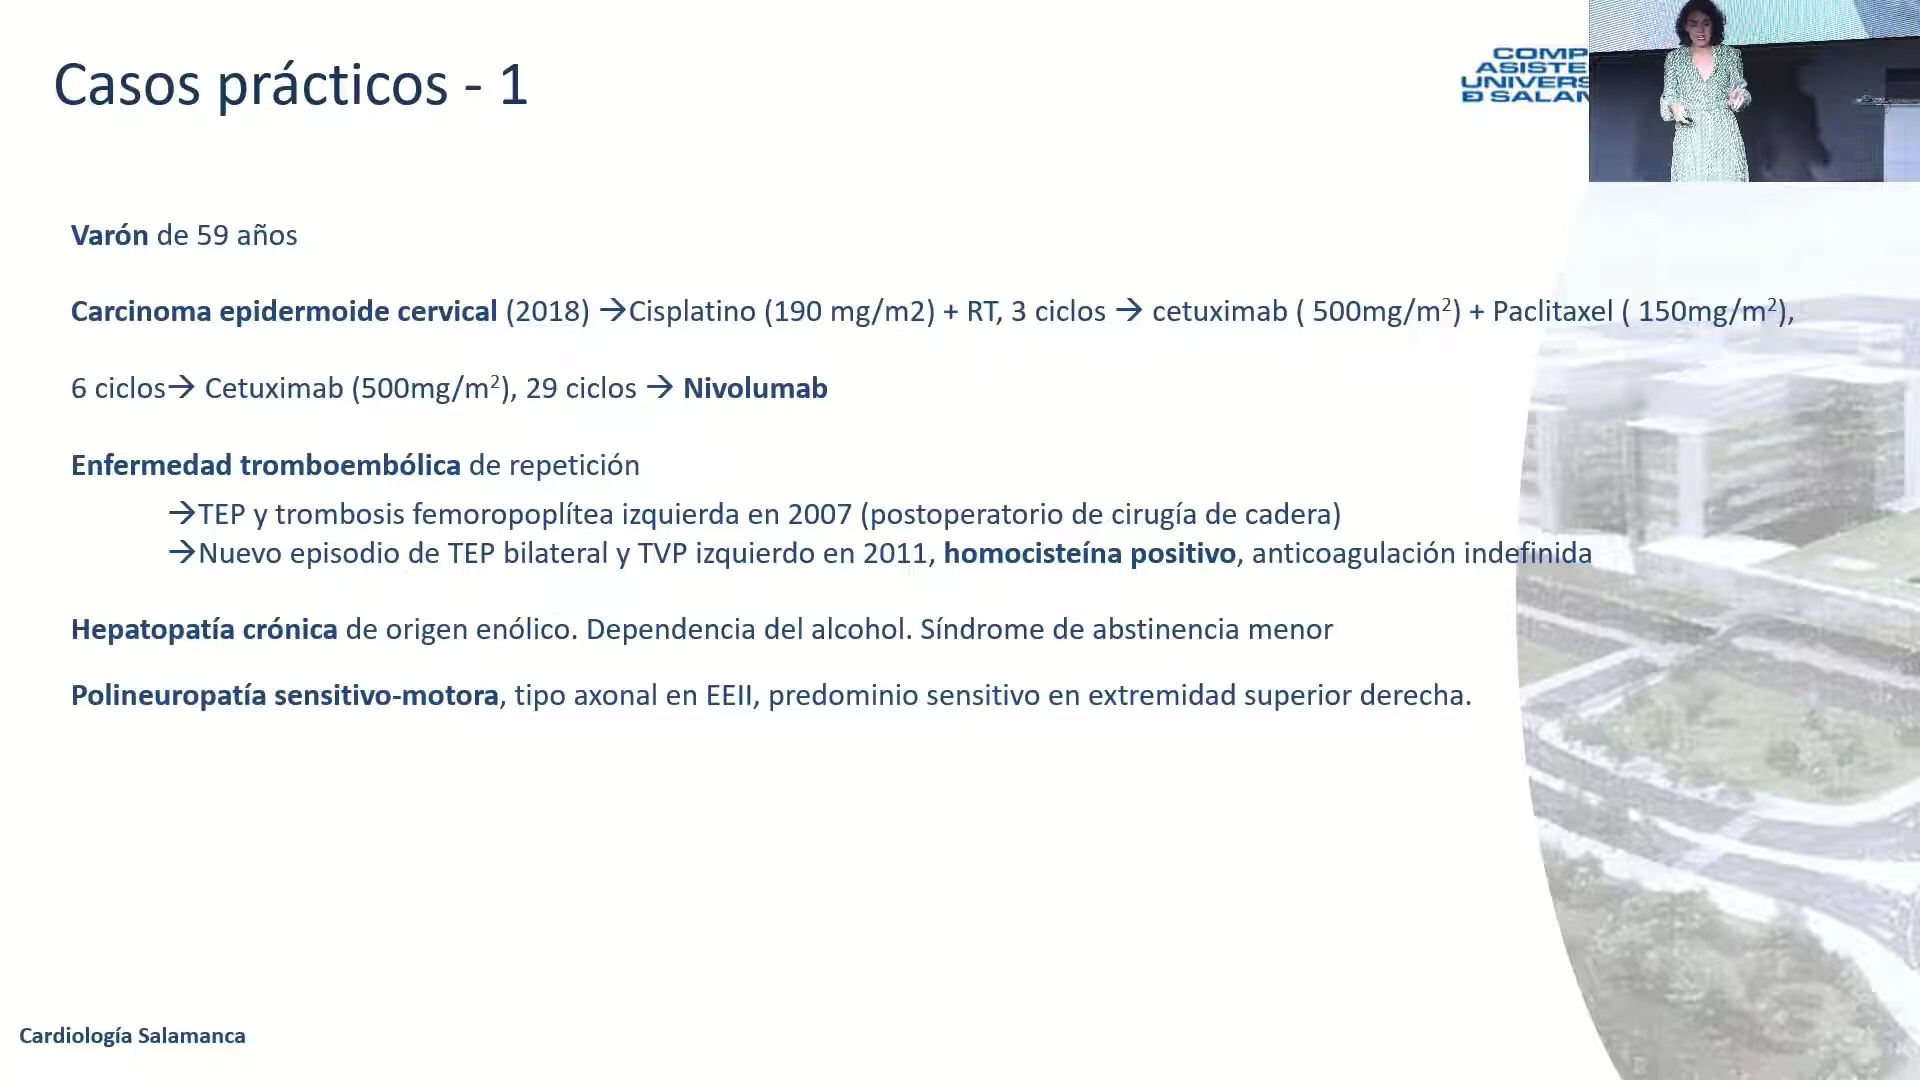 Casos prácticos - 1
COMP
ASISTE
UNIVERS
D SALAN
Varón de 59 años
Carcinoma epidermoide cervical (2018) →Cisplatino (190 mg/m2) + RT, 3 ciclos → cetuximab ( 500mg/m²) + Paclitaxel ( 150mg/m²),
6 ciclos→ Cetuximab (500mg/m²), 29 ciclos → Nivolumab
Enfermedad tromboembólica de repetición
→TEP y trombosis femoropoplítea izquierda en 2007 (postoperatorio de cirugía de cadera)
→Nuevo episodio de TEP bilateral y TVP izquierdo en 2011, homocisteína positivo, anticoagulación indefinida
Hepatopatía crónica de origen enólico. Dependencia del alcohol. Síndrome de abstinencia menor
Polineuropatía sensitivo-motora, tipo axonal en EEII, predominio sensitivo en extremidad superior derecha.
Cardiología Salamanca